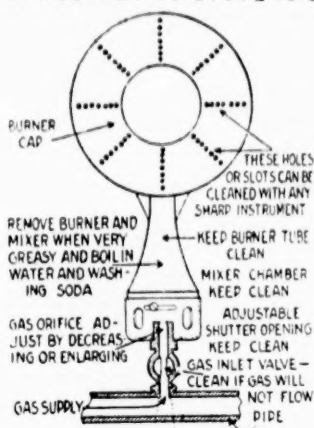 BURNER
CAP
THESE HOLES
OR SLOTS CAN BE
CLEANED WITH ANY
SHARP INSTRUMENT
REMOVE BURNER AND
MIXER WHEN VERY
GREASY AND BOIL IN
WATER AND WASH-
ING SODA
KEEP BURNER TUBE
CLEAN
MIXER CHAMBER
KEEP CLEAN
GAS ORIFICE AD-
JUST BY DECREAS-
ING OR ENLARGING
ADJUSTABLE
SHUTTER OPENING
KEEP CLEAN
GAS INLET VALVE-
CLEAN IF GAS WILL
NOT FLOW
GAS SUPPLY
PIPE